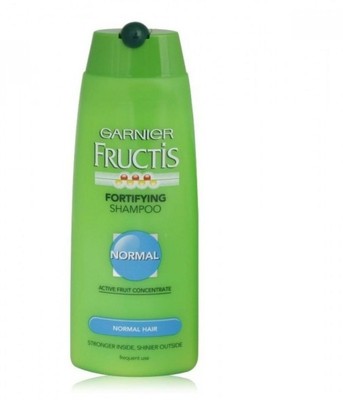 GARNIER
FRUCTIS
FORTIFYING
SHAMPOO
NORMAL
ACTIVE FRUIT CONCENTRATE
NORMAL HAIR
STRONGER INSIDE, SHINIER OUTSIDE
frequent use